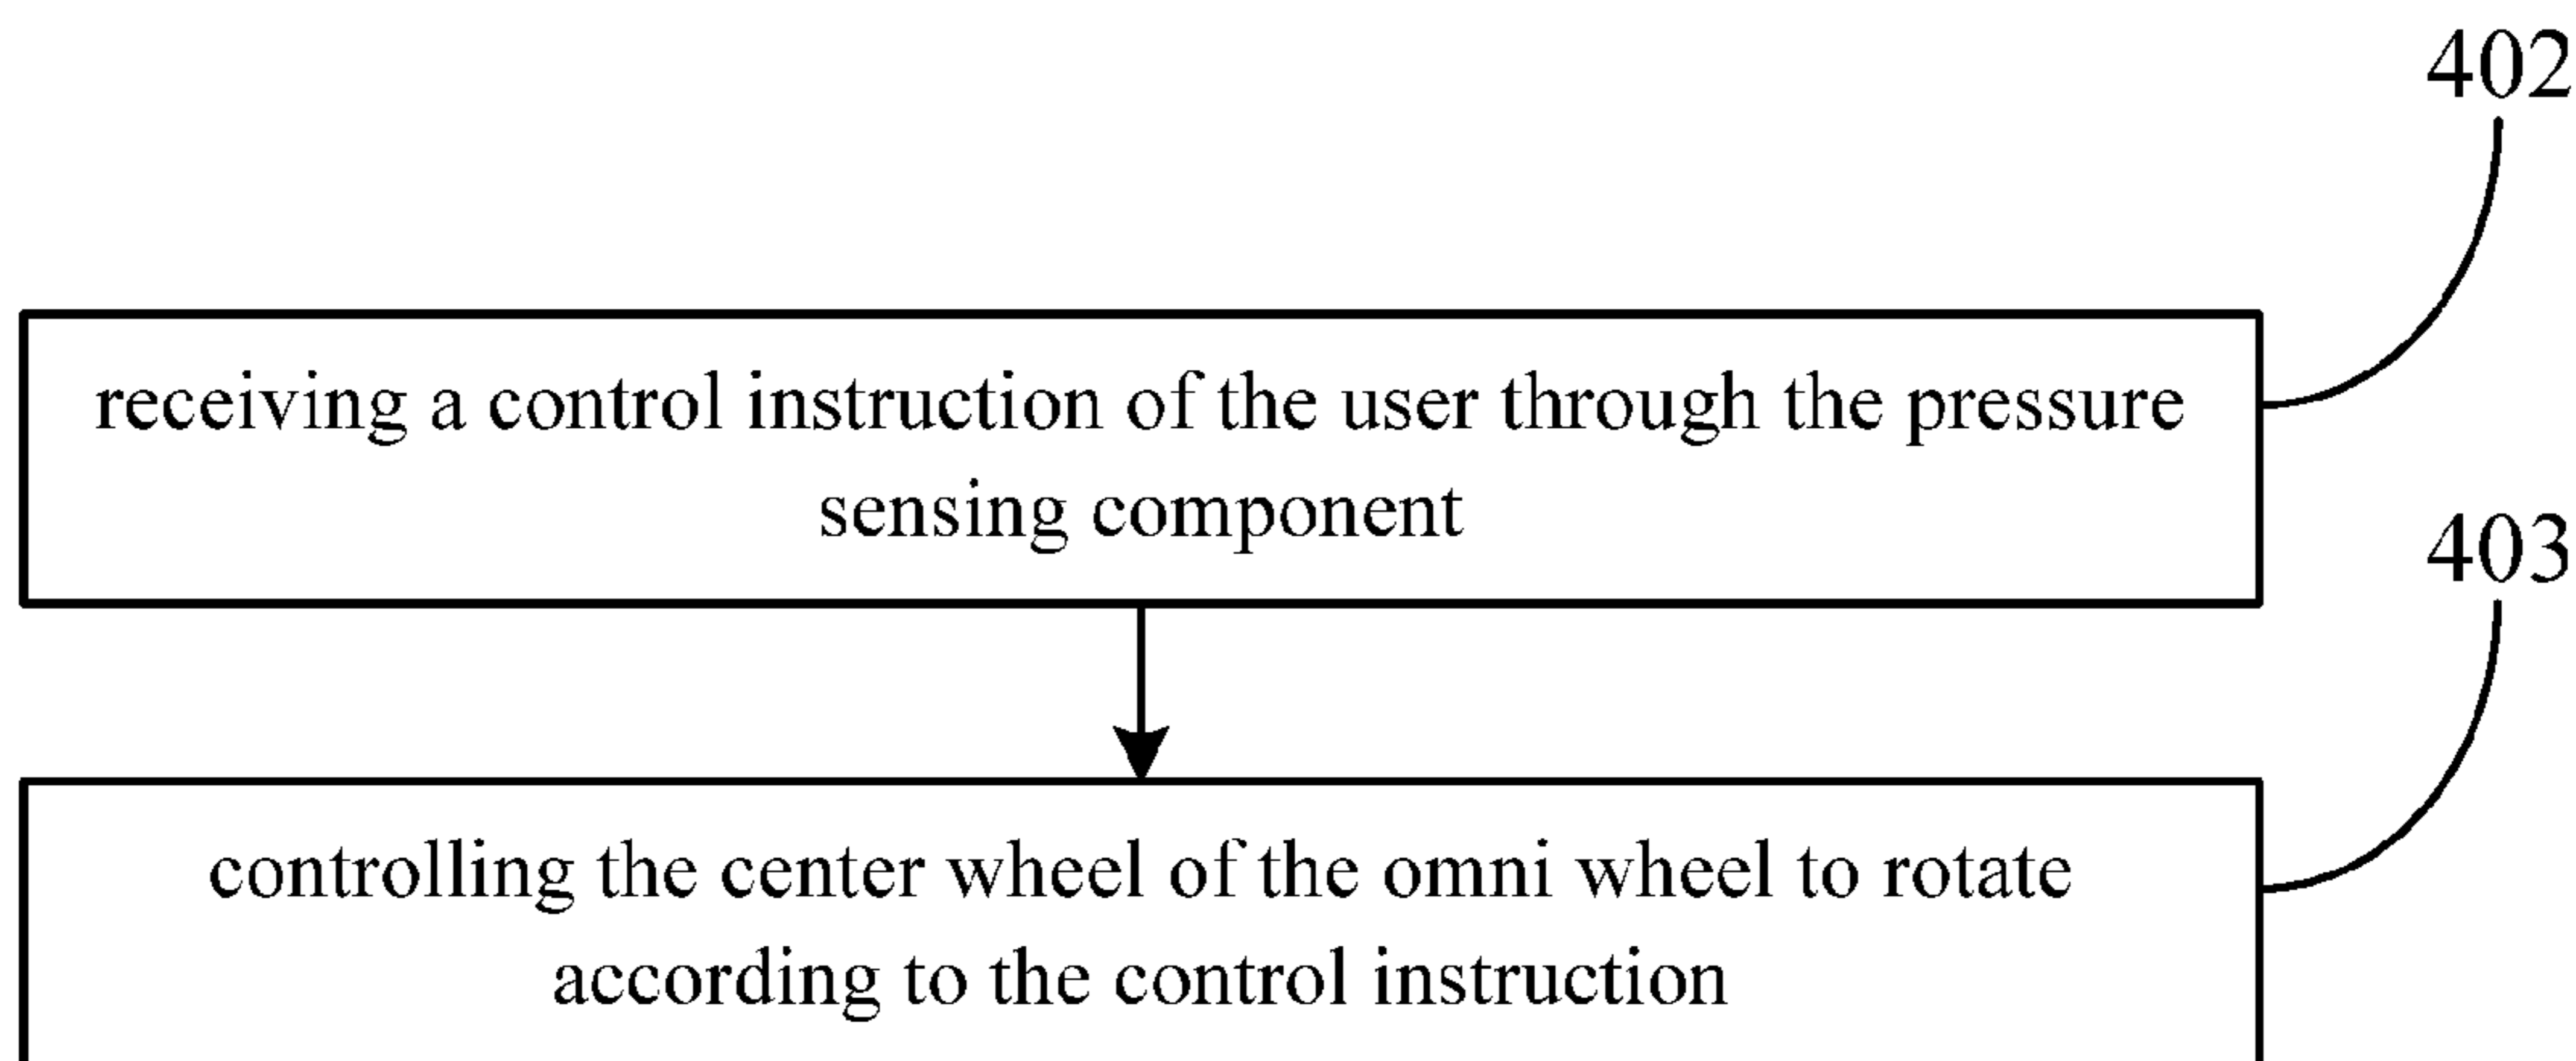 402
receiving a control instruction of the user through the pressure
sensing component
403
controlling the center wheel of the omni wheel to rotate
according to the control instruction